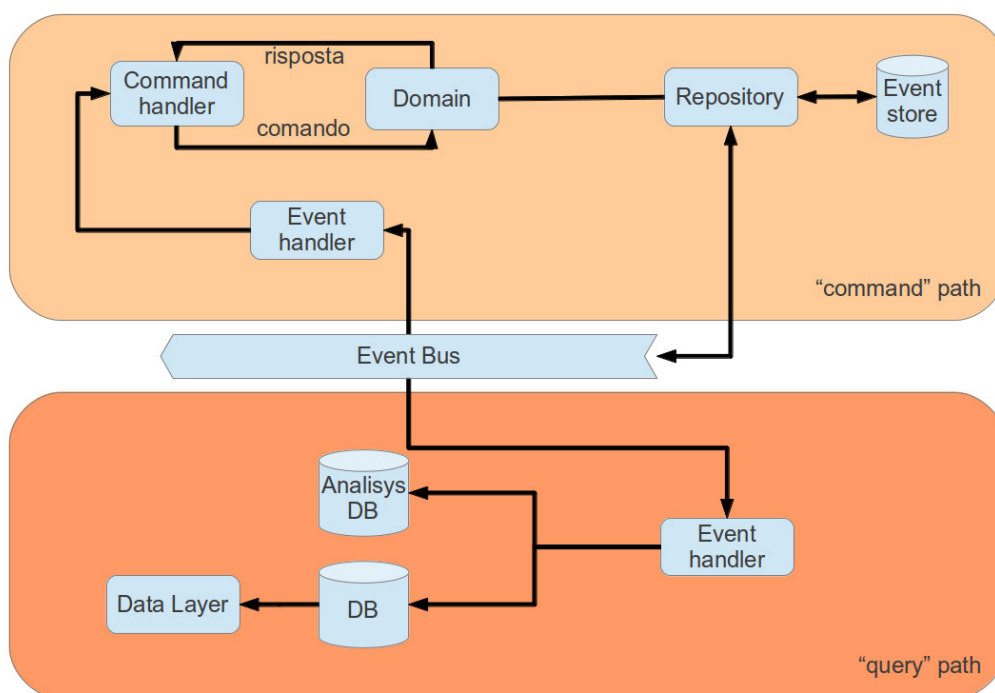 risposta
Command
handler
Domain
Repository
Event
store
comando
Event
handler
“command” path
Event Bus
Analisys
DB
Event
handler
Data Layer
DB
“query” path